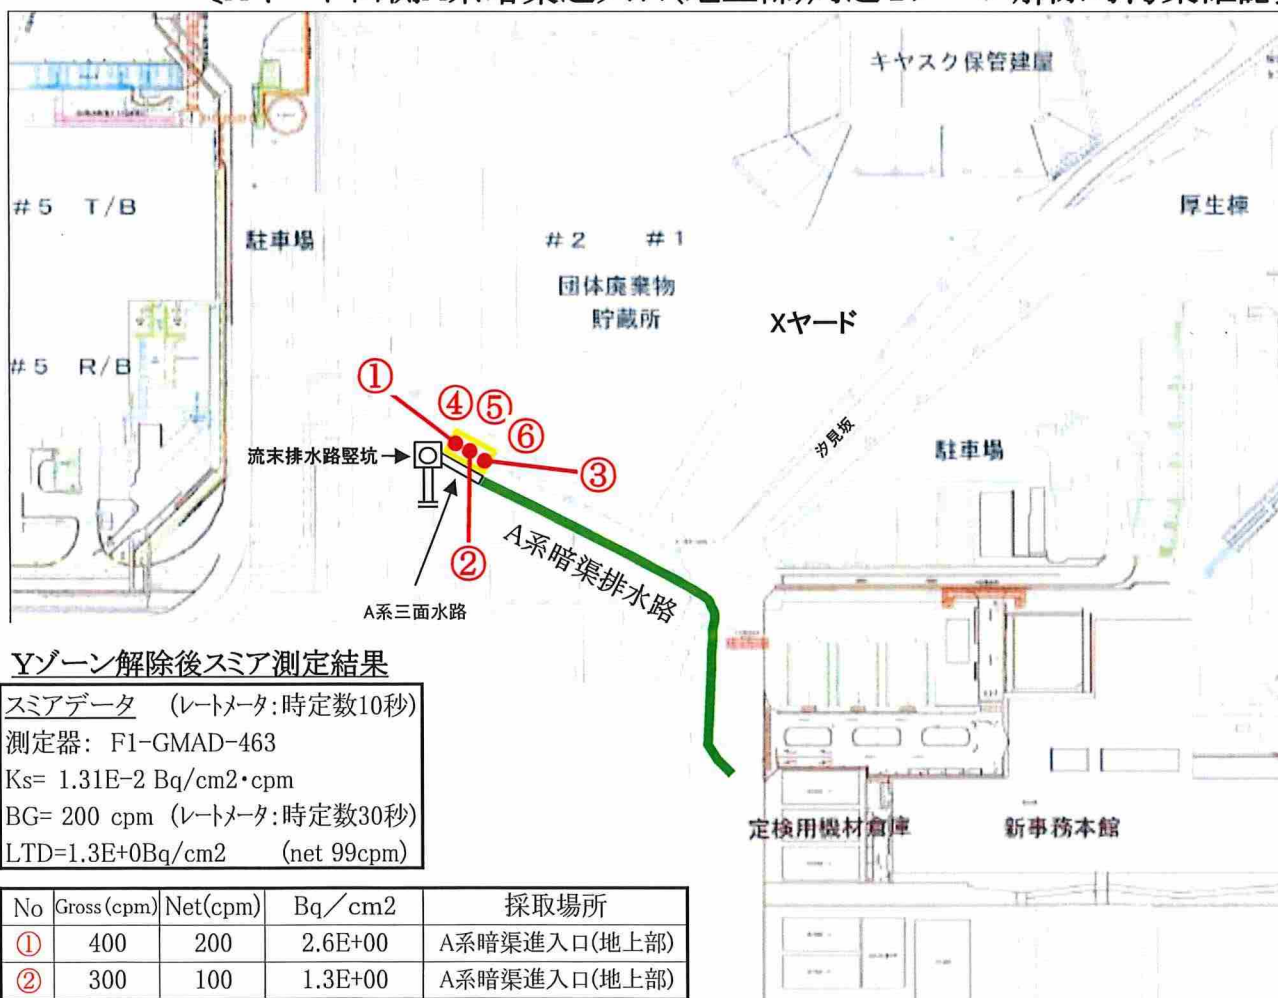 キヤスク保管建屋
#5 T/B
厚生棟
駐車場
#2 #1
団体廃棄物
貯蔵所
Xヤード
#5 R/B
①
④
⑤
⑥
汐見坂
駐車場
流末排水路竪坑
③
②
A系暗渠排水路
A系三面水路
Yゾーン解除後スミア測定結果
スミアデータ (レートメータ:時定数10秒)
測定器: F1-GMAD-463
Ks= 1.31E-2 Bq/cm2・cpm
BG= 200 cpm (レートメータ:時定数30秒)
LTD=1.3E+0Bq/cm2 (net 99cpm)
定検用機材倉庫
新事務本館
No Gross(cpm) Net(cpm) Bq/cm2 採取場所
① 400 200 2.6E+00 A系暗渠進入口(地上部)
② 300 100 1.3E+00 A系暗渠進入口(地上部)